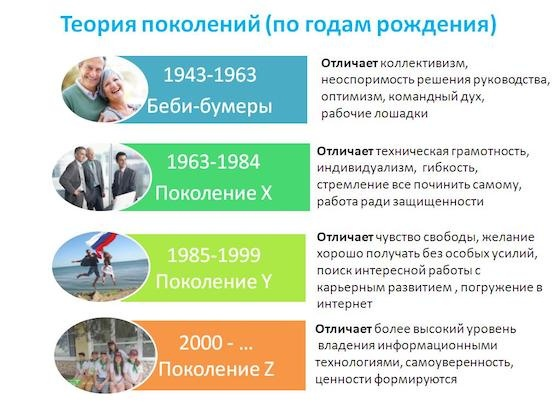 Теория поколений (по годам рождения)
1943-1963
Беби-бумеры
Отличает коллективизм,
неоспоримость решения руководства,
оптимизм, командный дух,
рабочие лошадки
1963-1984
Поколение X
Отличает техническая грамотность,
индивидуализм, гибкость,
стремление все починить самому,
работа ради защищенности
1985-1999
Поколение Y
Отличает чувство свободы, желание
хорошо получать без особых усилий,
поиск интересной работы с
карьерным развитием , погружение в
интернет
2000 - ...
Поколение Z
Отличает более высокий уровень
владения информационными
технологиями, самоуверенность,
ценности формируются